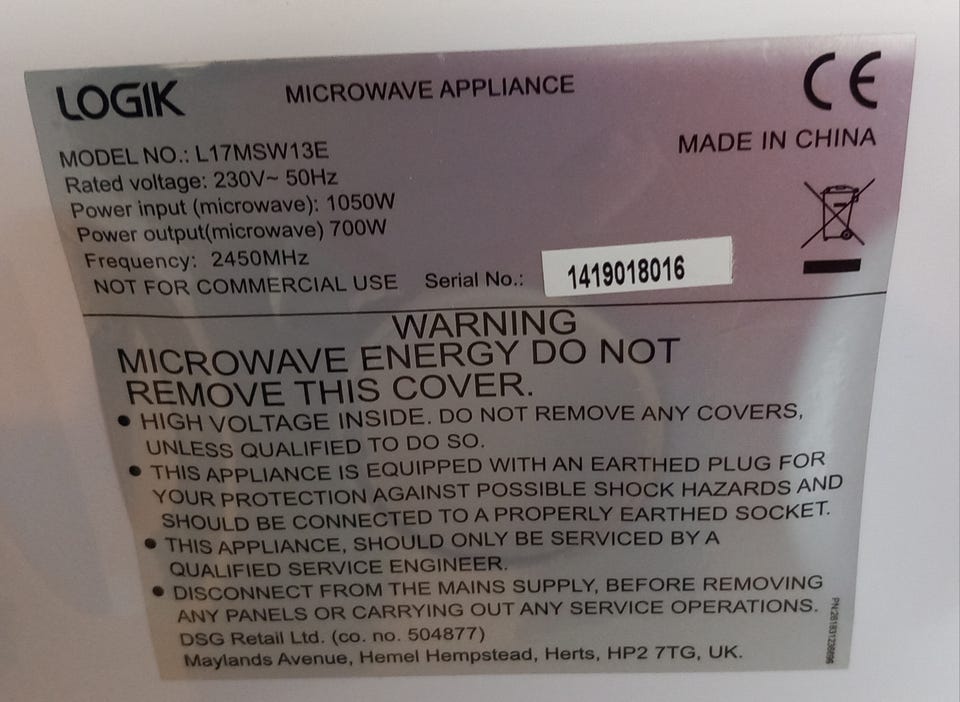 LOGIK
MICROWAVE APPLIANCE
CE
MODEL NO.: L17MSW13E
MADE IN CHINA
Rated voltage: 230V~ 50Hz
Power input (microwave): 1050W
Power output(microwave) 700W
Frequency: 2450MHz
NOT FOR COMMERCIAL USE Serial No.: 1419018016
WARNING
MICROWAVE ENERGY DO NOT
REMOVE THIS COVER.
● HIGH VOLTAGE INSIDE. DO NOT REMOVE ANY COVERS,
UNLESS QUALIFIED TO DO SO.
● THIS APPLIANCE IS EQUIPPED WITH AN EARTHED PLUG FOR
YOUR PROTECTION AGAINST POSSIBLE SHOCK HAZARDS AND
SHOULD BE CONNECTED TO A PROPERLY EARTHED SOCKET.
● THIS APPLIANCE, SHOULD ONLY BE SERVICED BY A
QUALIFIED SERVICE ENGINEER.
● DISCONNECT FROM THE MAINS SUPPLY, BEFORE REMOVING
ANY PANELS OR CARRYING OUT ANY SERVICE OPERATIONS.
DSG Retail Ltd. (co. no. 504877)
Maylands Avenue, Hemel Hempstead, Herts, HP2 7TG, UK.